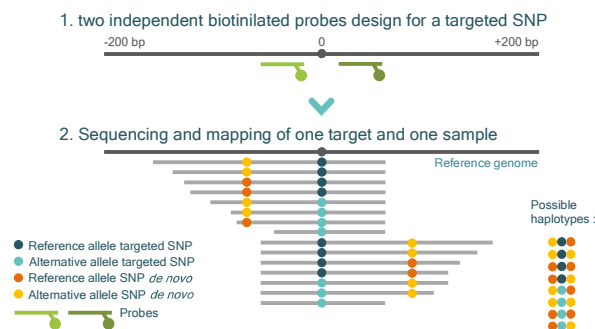 1. two independent biotinilated probes design for a targeted SNP
-200 bp 0 +200 bp
2. Sequencing and mapping of one target and one sample
Reference genome
Possible
haplotypes :
Reference allele targeted SNP
Alternative allele targeted SNP
Reference allele SNP de novo
Alternative allele SNP de novo
Probes